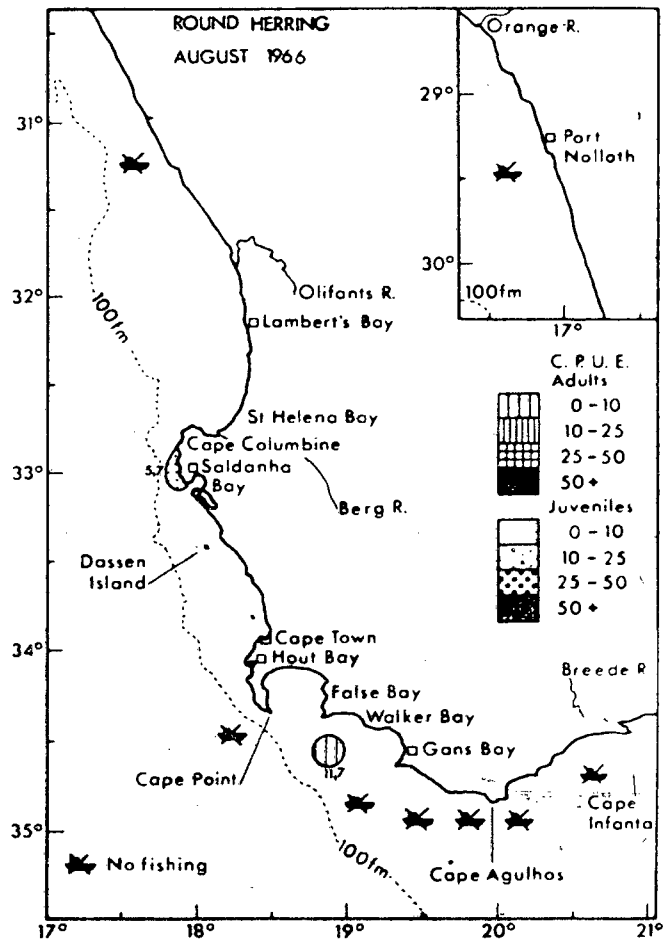 ROUND HERRING
AUGUST 1966
Orange R.
29°
Port
Nolloth
30°
100fm
17°
31°
32°
33°
34°
35°
100fm
Olifants R.
Lambert's Bay
St Helena Bay
Cape Columbine
5,7
Saldanha
Bay
Berg R.
Dassen
Island
Cape Town
Hout Bay
False Bay
Walker Bay
Gans Bay
Breede R
Cape Point
11,7
Cape
Infanta
Cape Agulhas
100fm
No fishing
C. P. U. E.
Adults
0-10
10-25
25-50
50+
Juveniles
0-10
10-25
25-50
50+
17°
18°
19°
20°
21°